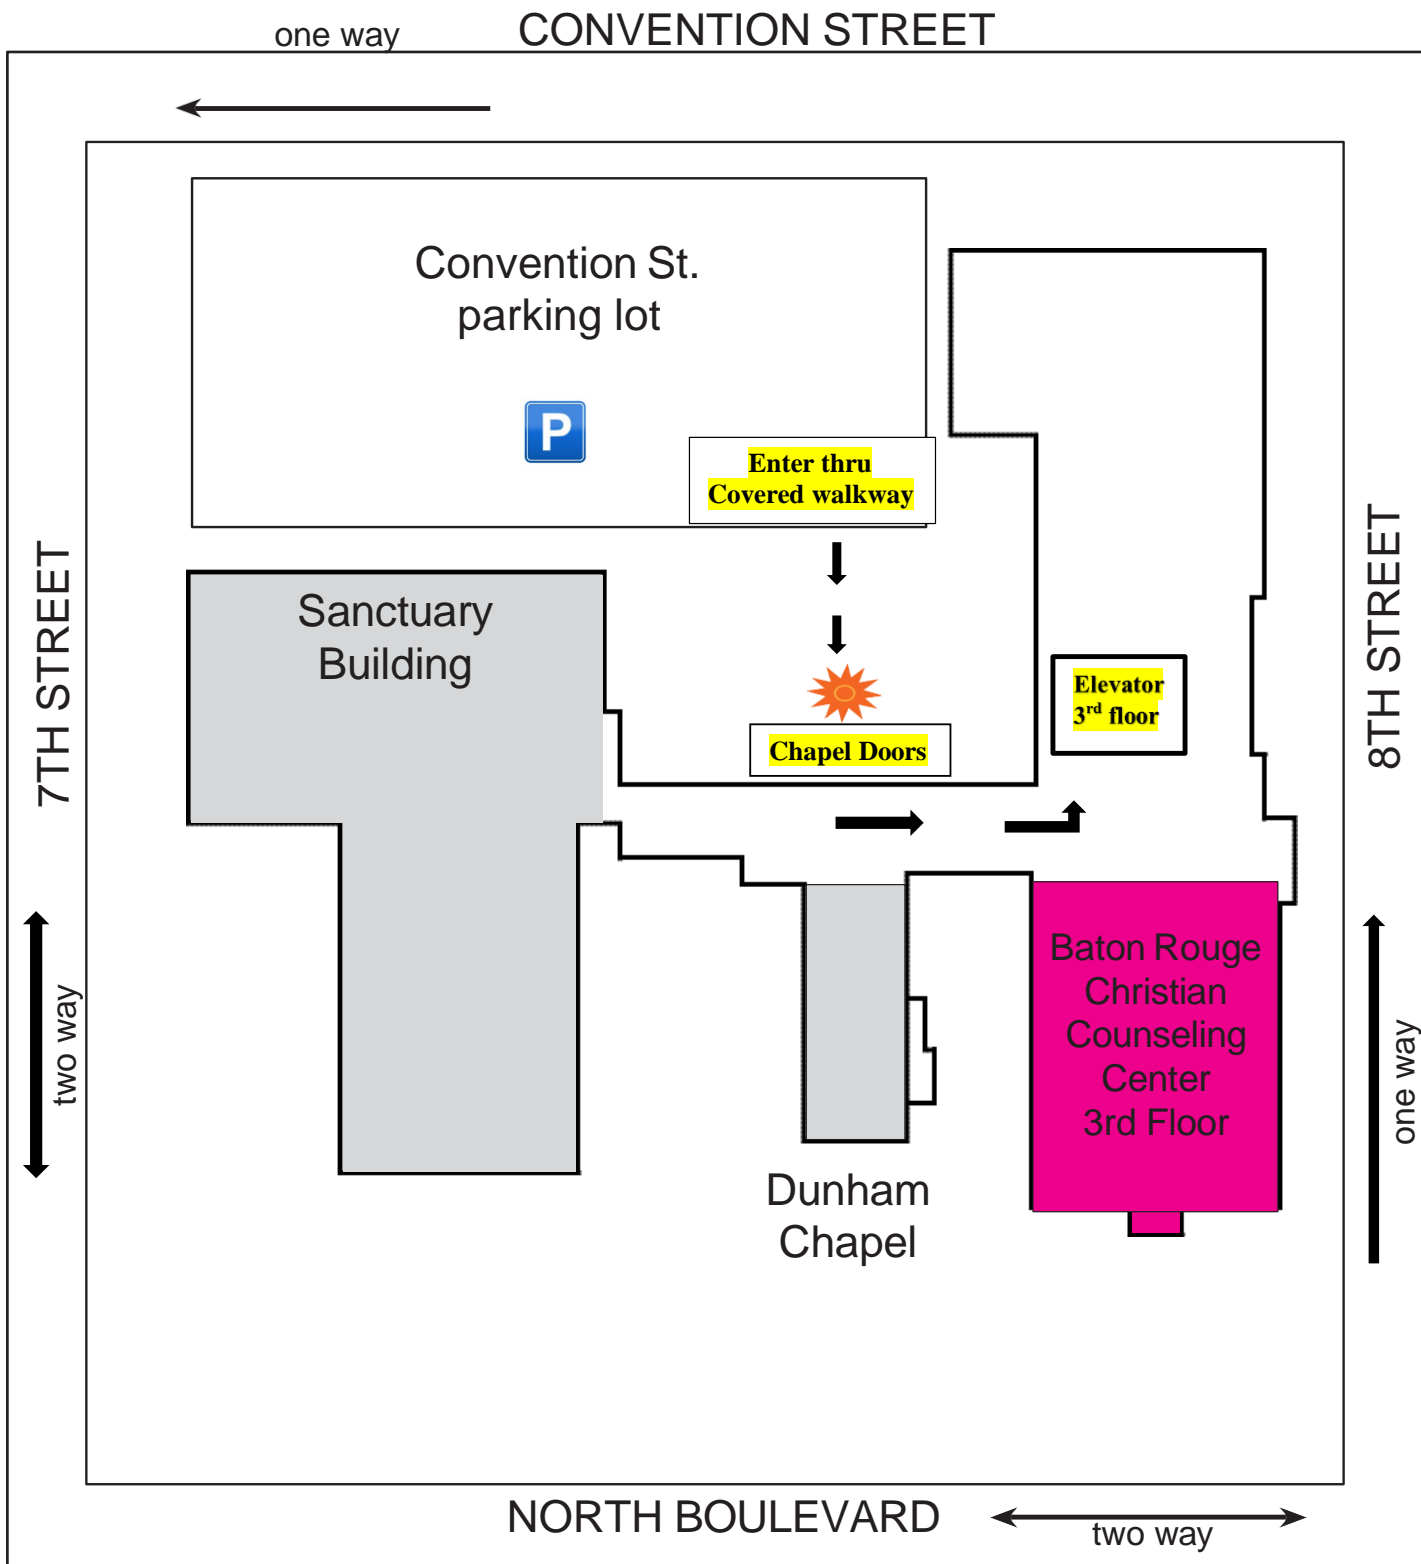 one way
CONVENTION STREET
Convention St.
parking lot
P
Enter thru
Covered walkway
7TH STREET
8TH STREET
Sanctuary
Building
Elevator
3rd floor
Chapel Doors
two way
one way
Baton Rouge
Christian
Counseling
Center
3rd Floor
Dunham
Chapel
NORTH BOULEVARD
two way